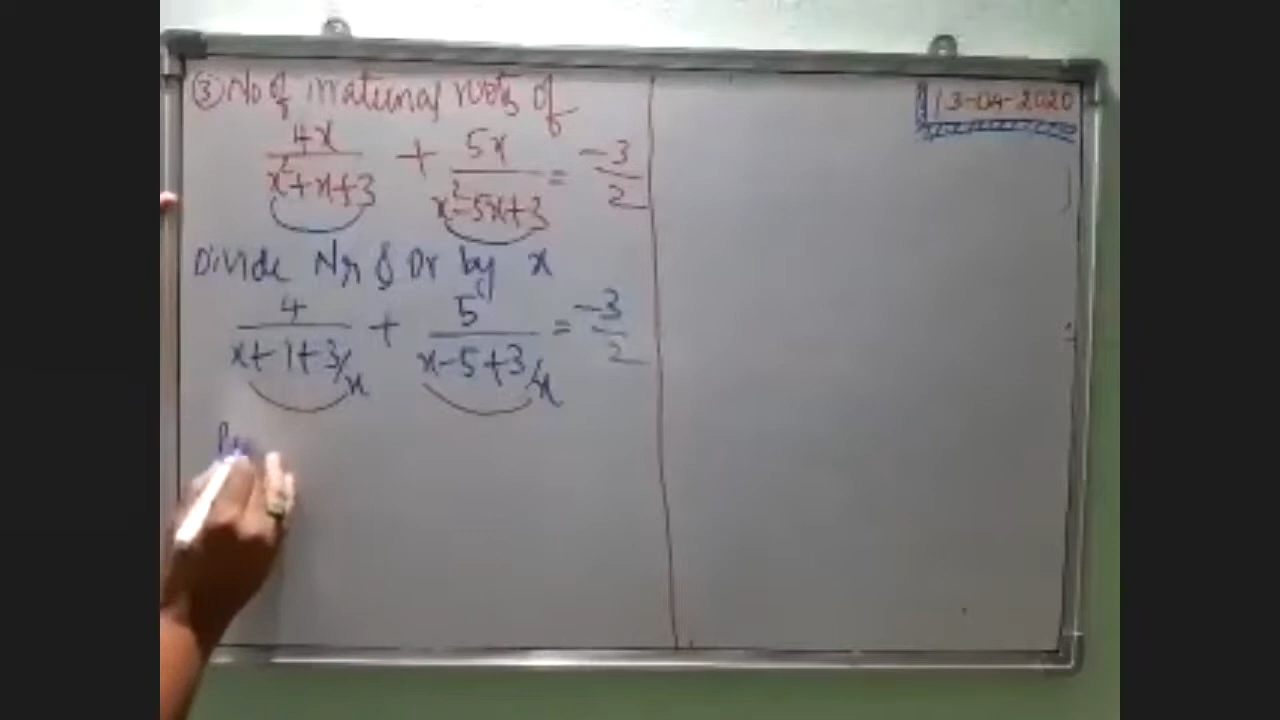 ③ No of irrational roots of
4x/(x²+x+3) + 5x/(x²-5x+3) = -3/2
Divide Nr & Dr by x
4/(x+1+3/x) + 5/(x-5+3/x) = -3/2
13-04-2020